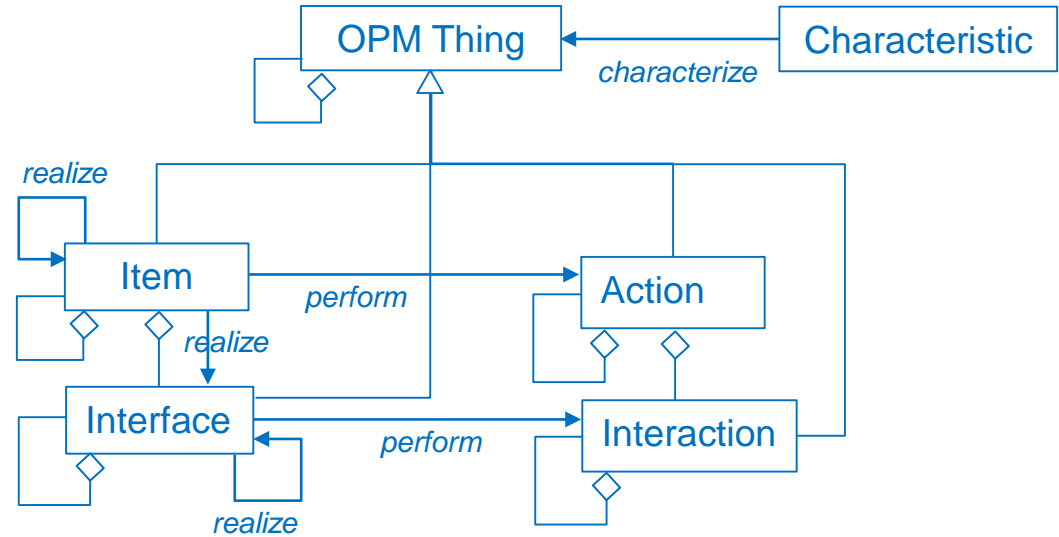 OPM Thing
Characteristic
characterize
realize
Item
perform
Action
realize
Interface
perform
Interaction
realize